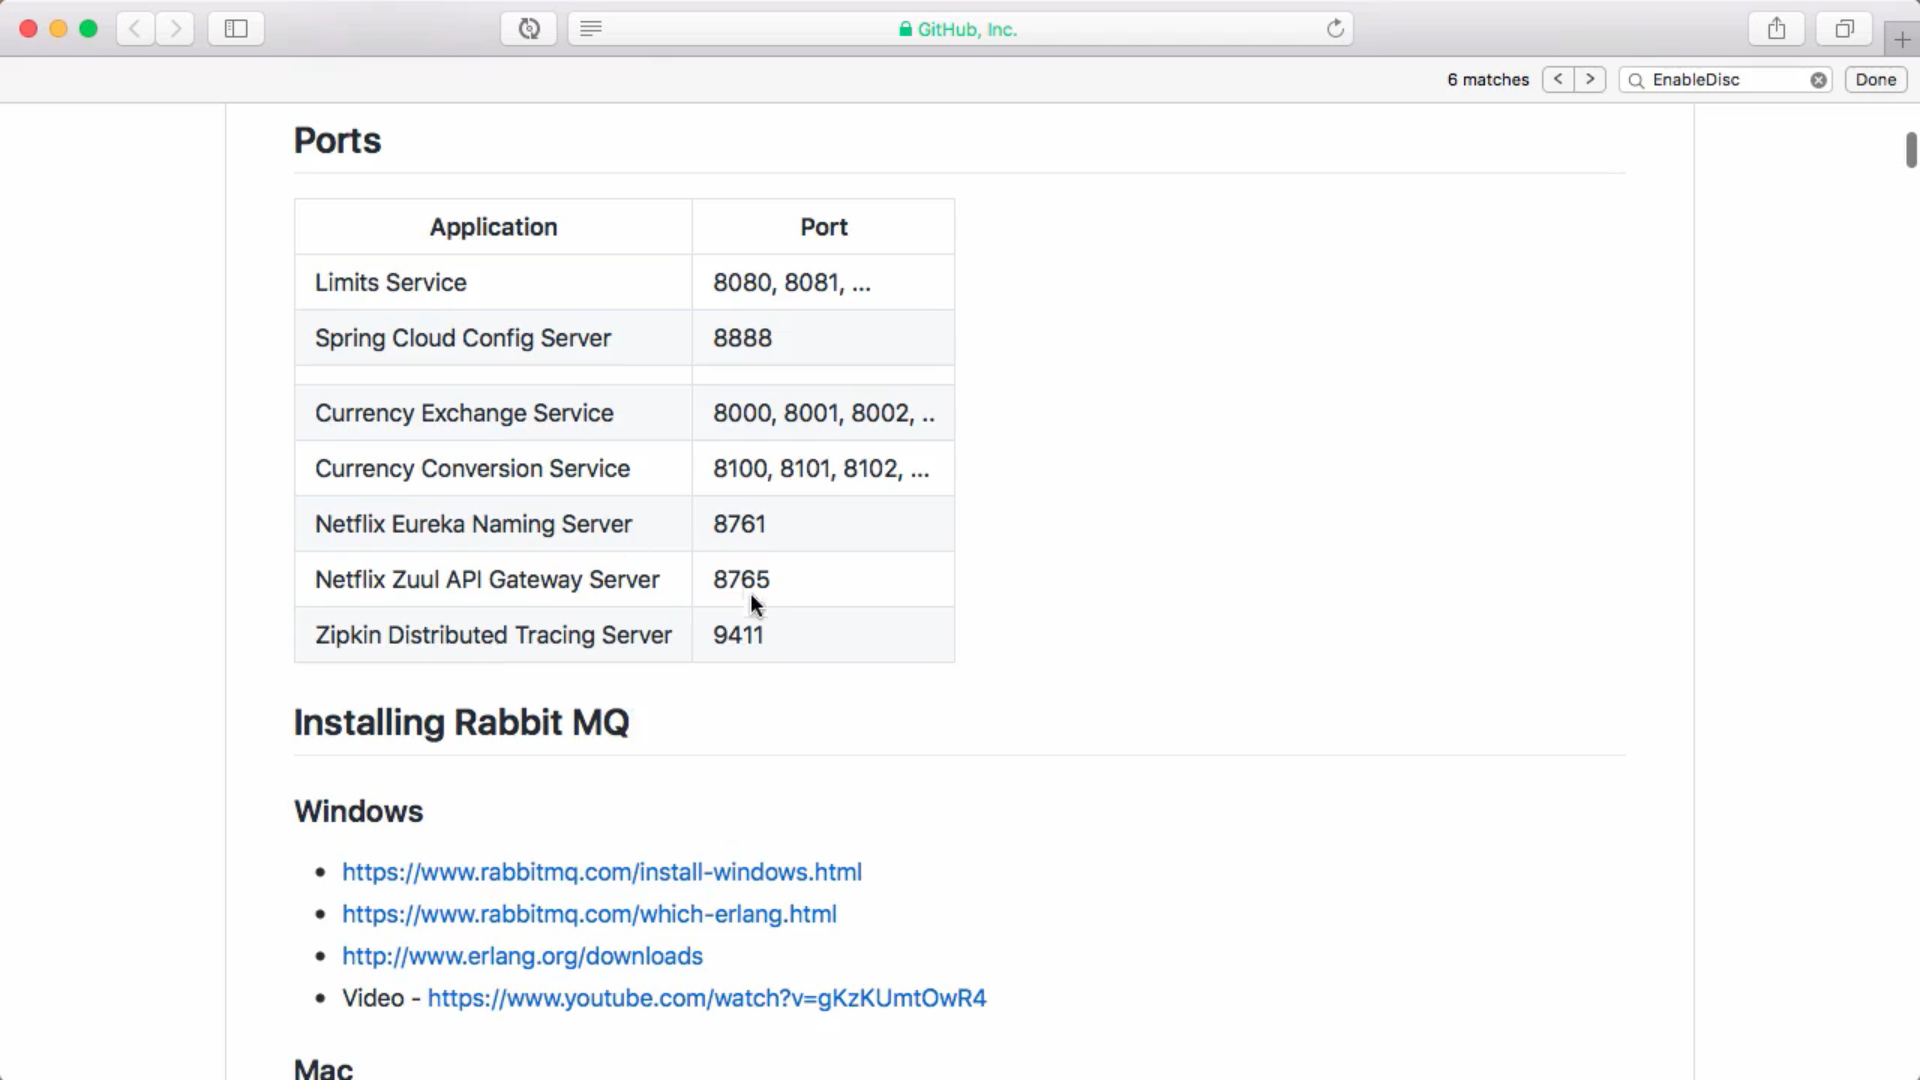 GitHub, Inc.
6 matches
EnableDisc
Done
Ports
Application Port
Limits Service 8080, 8081, ...
Spring Cloud Config Server 8888
Currency Exchange Service 8000, 8001, 8002, ..
Currency Conversion Service 8100, 8101, 8102, ...
Netflix Eureka Naming Server 8761
Netflix Zuul API Gateway Server 8765
Zipkin Distributed Tracing Server 9411
Installing Rabbit MQ
Windows
https://www.rabbitmq.com/install-windows.html
https://www.rabbitmq.com/which-erlang.html
http://www.erlang.org/downloads
Video - https://www.youtube.com/watch?v=gKzKUmtOwR4
Mac